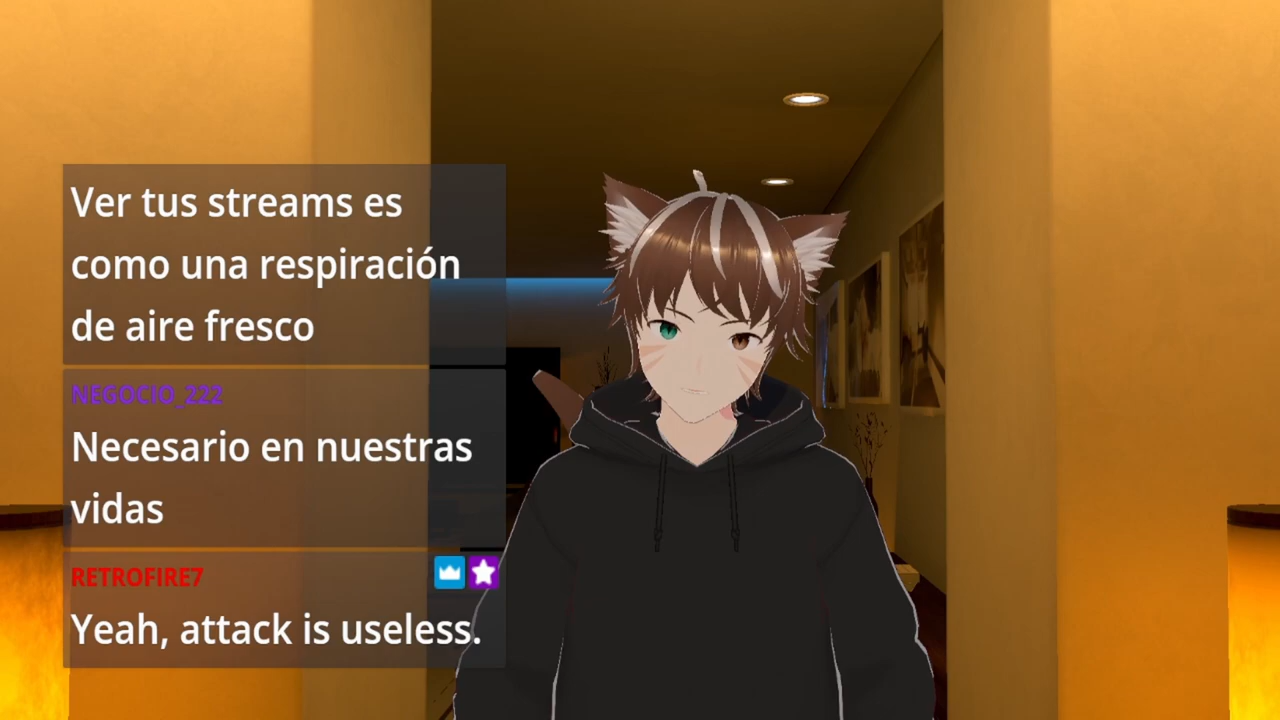 Ver tus streams es
como una respiración
de aire fresco
NEGOCIO_222
Necesario en nuestras
vidas
RETROFIRE7
Yeah, attack is useless.